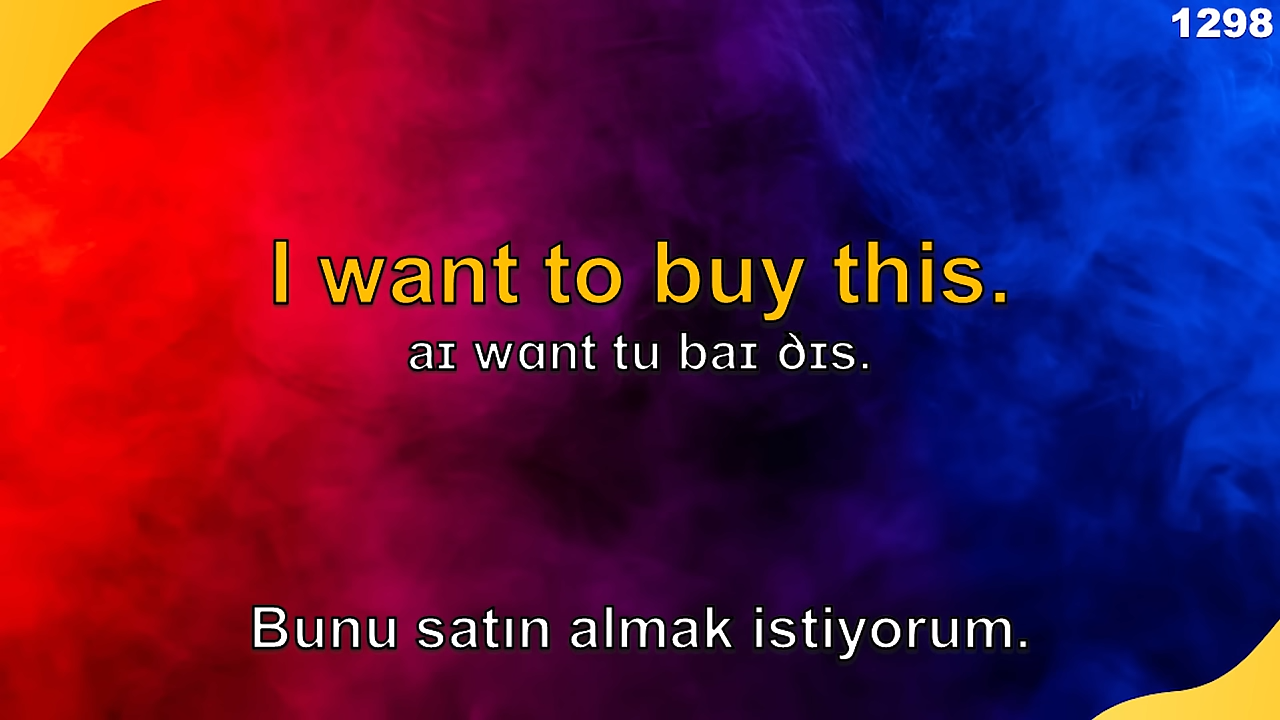 1298
I want to buy this.
aɪ wɑnt tu baɪ ðɪs.
Bunu satın almak istiyorum.